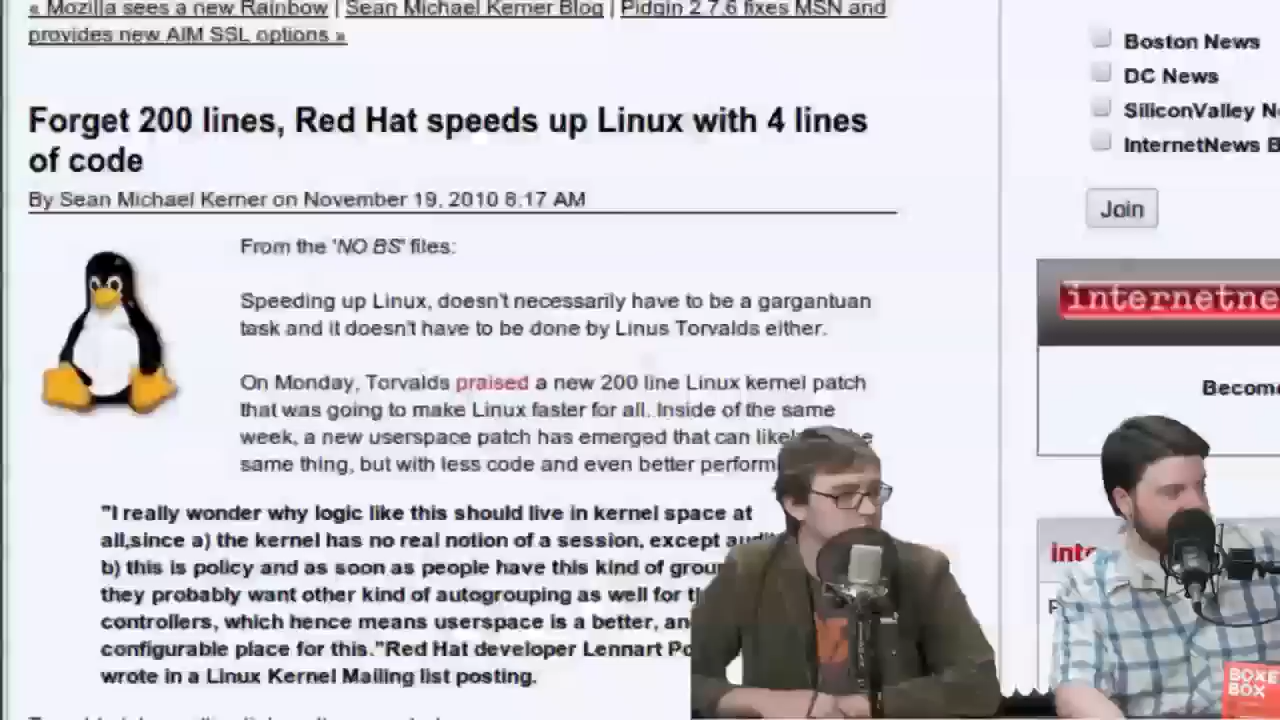 « Mozilla sees a new Rainbow | Sean Michael Kerner Blog | Pidgin 2.7.6 fixes MSN and
provides new AIM SSL options »
Forget 200 lines, Red Hat speeds up Linux with 4 lines
of code
By Sean Michael Kerner on November 19, 2010 8:17 AM
From the 'NO BS' files:
Speeding up Linux, doesn't necessarily have to be a gargantuan
task and it doesn't have to be done by Linus Torvalds either.
On Monday, Torvalds praised a new 200 line Linux kernel patch
that was going to make Linux faster for all. Inside of the same
week, a new userspace patch has emerged that can
same thing, but with less code and even better
"I really wonder why logic like this should live in kernel space at
all,since a) the kernel has no real notion of a session, except
b) this is policy and as soon as people have this kind of
they probably want other kind of autogrouping as well for
controllers, which hence means userspace is a better,
configurable place for this."Red Hat developer Lennart
wrote in a Linux Kernel Mailing list posting.
Boston News
DC News
SiliconValley
InternetNews
Join
internetne
Become
inte
BOXE
BOX